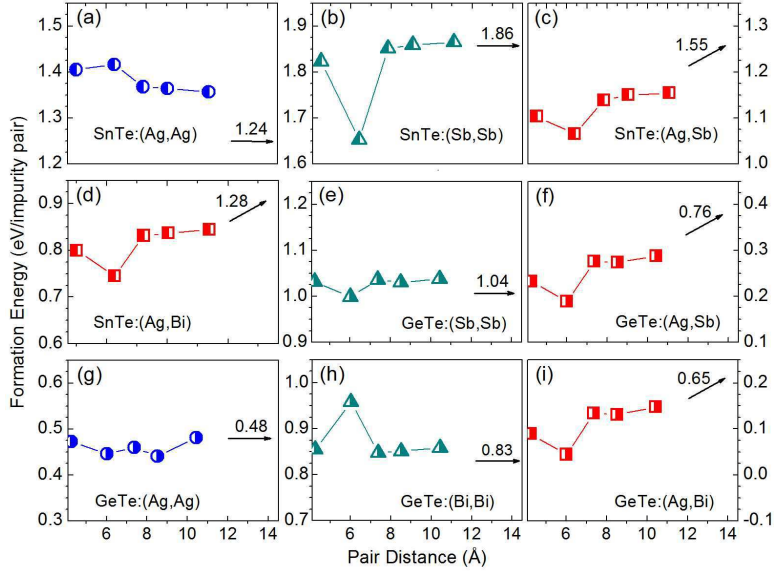 (a)
1.5
1.4
1.3
1.2
SnTe:(Ag,Ag)
1.24
(b)
1.9
1.8
1.7
1.6
SnTe:(Sb,Sb)
1.86
(c)
1.55
SnTe:(Ag,Sb)
1.3
1.2
1.1
1.0
(d)
0.9
0.8
0.7
0.6
SnTe:(Ag,Bi)
1.28
(e)
1.2
1.1
1.0
0.9
GeTe:(Sb,Sb)
1.04
(f)
0.76
GeTe:(Ag,Sb)
0.4
0.3
0.2
0.1
(g)
0.6
0.5
0.4
0.3
GeTe:(Ag,Ag)
0.48
(h)
1.0
0.9
0.8
0.7
GeTe:(Bi,Bi)
0.83
(i)
0.65
GeTe:(Ag,Bi)
0.2
0.1
0.0
-0.1
6 8 10 12 14
4 6 8 10 12 14
6 8 10 12 14
Formation Energy (eV/impurity pair)
Pair Distance (Å)